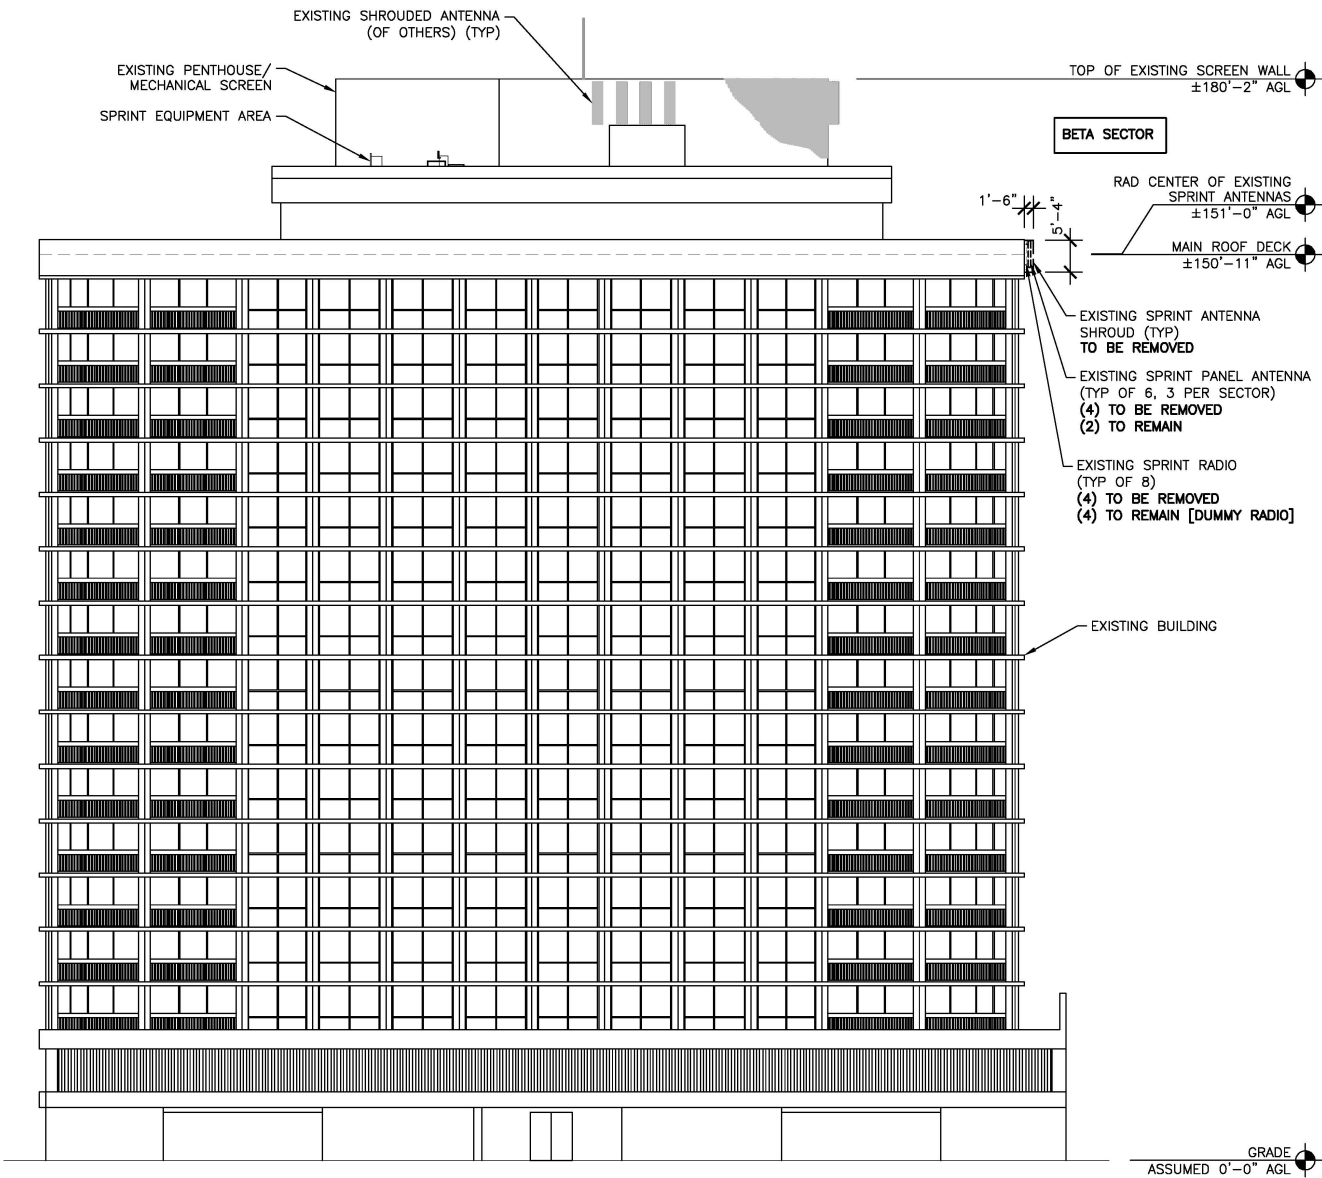 EXISTING SHROUDED ANTENNA
(OF OTHERS) (TYP)
EXISTING PENTHOUSE/
MECHANICAL SCREEN
SPRINT EQUIPMENT AREA
TOP OF EXISTING SCREEN WALL
±180'-2" AGL
BETA SECTOR
RAD CENTER OF EXISTING
SPRINT ANTENNAS
±151'-0" AGL
1'-6"
5'-4"
MAIN ROOF DECK
±150'-11" AGL
EXISTING SPRINT ANTENNA
SHROUD (TYP)
TO BE REMOVED
EXISTING SPRINT PANEL ANTENNA
(TYP OF 6, 3 PER SECTOR)
(4) TO BE REMOVED
(2) TO REMAIN
EXISTING SPRINT RADIO
(TYP OF 8)
(4) TO BE REMOVED
(4) TO REMAIN [DUMMY RADIO]
EXISTING BUILDING
GRADE
ASSUMED 0'-0" AGL